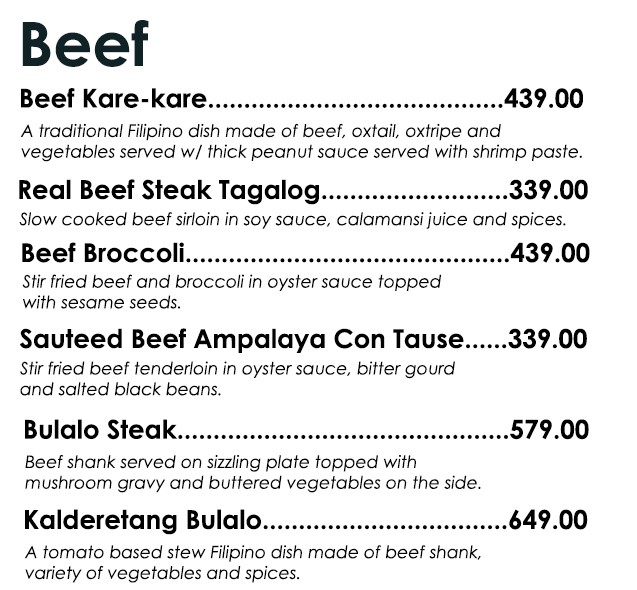 Beef
Beef Kare-kare.....................................439.00
A traditional Filipino dish made of beef, oxtail, oxtripe and
vegetables served w/ thick peanut sauce served with shrimp paste.
Real Beef Steak Tagalog.......................339.00
Slow cooked beef sirloin in soy sauce, calamansi juice and spices.
Beef Broccoli........................................439.00
Stir fried beef and broccoli in oyster sauce topped
with sesame seeds.
Sauteed Beef Ampalaya Con Tause......339.00
Stir fried beef tenderloin in oyster sauce, bitter gourd
and salted black beans.
Bulalo Steak.........................................579.00
Beef shank served on sizzling plate topped with
mushroom gravy and buttered vegetables on the side.
Kalderetang Bulalo..............................649.00
A tomato based stew Filipino dish made of beef shank,
variety of vegetables and spices.